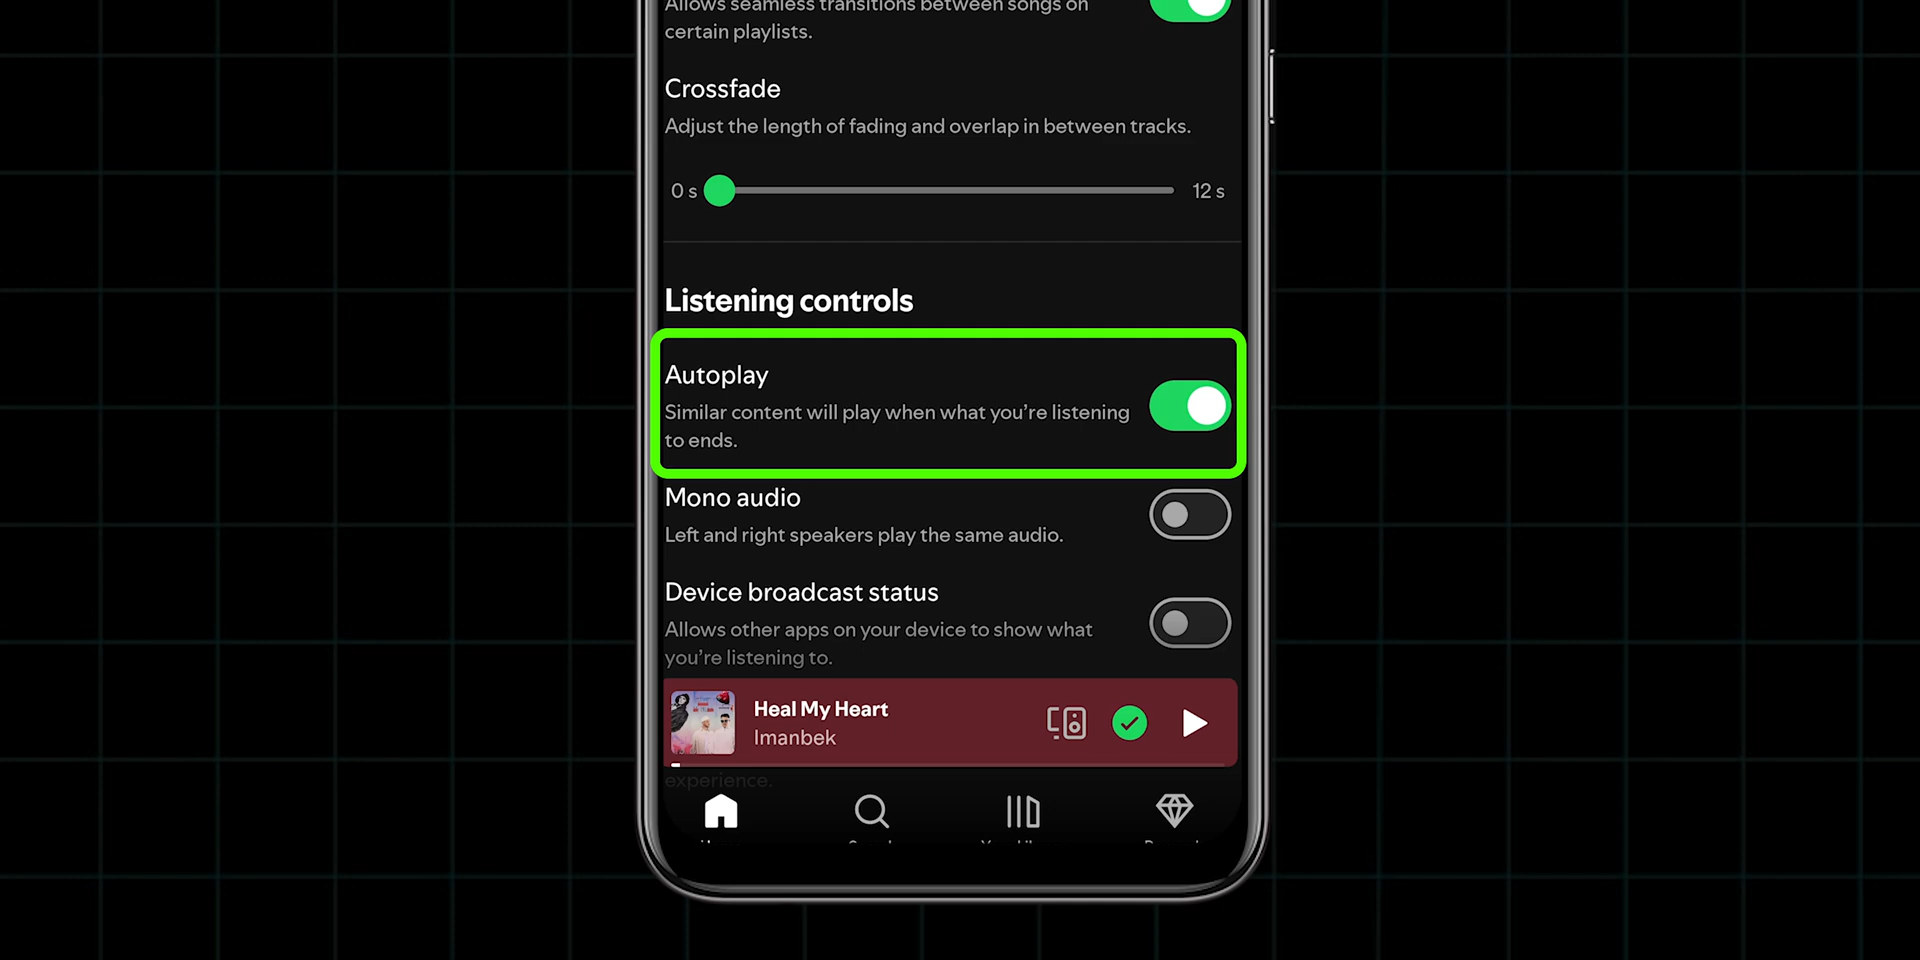 Allows seamless transitions between songs on
certain playlists.
Crossfade
Adjust the length of fading and overlap in between tracks.
0 s 12 s
Listening controls
Autoplay
Similar content will play when what you're listening
to ends.
Mono audio
Left and right speakers play the same audio.
Device broadcast status
Allows other apps on your device to show what
you're listening to.
Heal My Heart
Imanbek
experience.